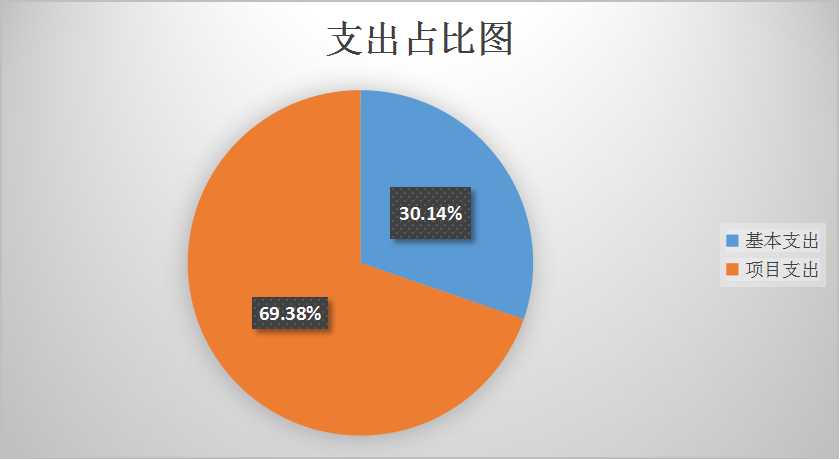 支出占比图
30.14%
69.38%
基本支出
项目支出